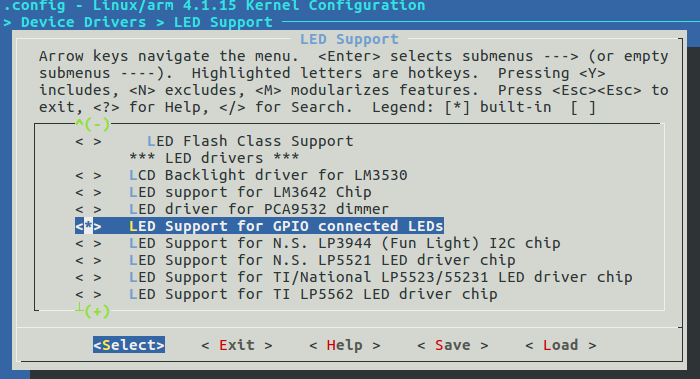 .config - Linux/arm 4.1.15 Kernel Configuration
> Device Drivers > LED Support
LED Support
Arrow keys navigate the menu. <Enter> selects submenus ---> (or empty
submenus ----). Highlighted letters are hotkeys. Pressing <Y>
includes, <N> excludes, <M> modularizes features. Press <Esc><Esc> to
exit, <?> for Help, </> for Search. Legend: [*] built-in [ ]
^(-)
< > LED Flash Class Support
*** LED drivers ***
< > LCD Backlight driver for LM3530
< > LED support for LM3642 Chip
< > LED driver for PCA9532 dimmer
<*> LED Support for GPIO connected LEDs
< > LED Support for N.S. LP3944 (Fun Light) I2C chip
< > LED Support for N.S. LP5521 LED driver chip
< > LED Support for TI/National LP5523/55231 LED driver chip
< > LED Support for TI LP5562 LED driver chip
┴(+)
<Select> < Exit > < Help > < Save > < Load >